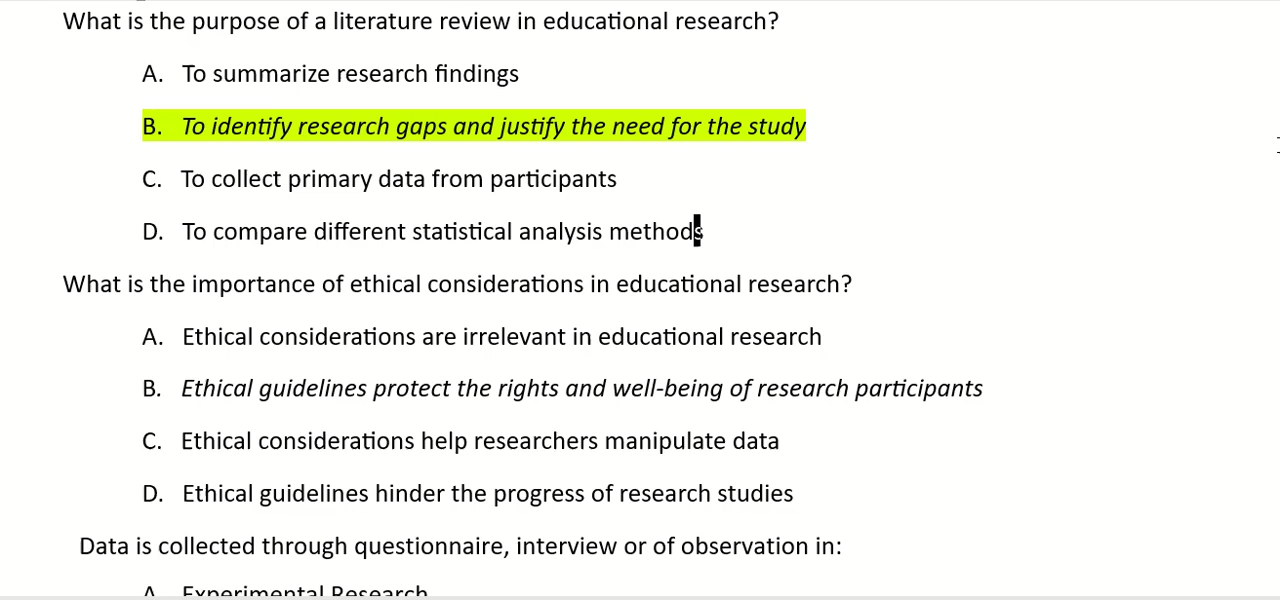 What is the purpose of a literature review in educational research?
A. To summarize research findings
B. To identify research gaps and justify the need for the study
C. To collect primary data from participants
D. To compare different statistical analysis methods
What is the importance of ethical considerations in educational research?
A. Ethical considerations are irrelevant in educational research
B. Ethical guidelines protect the rights and well-being of research participants
C. Ethical considerations help researchers manipulate data
D. Ethical guidelines hinder the progress of research studies
Data is collected through questionnaire, interview or of observation in:
A. Experimental Research